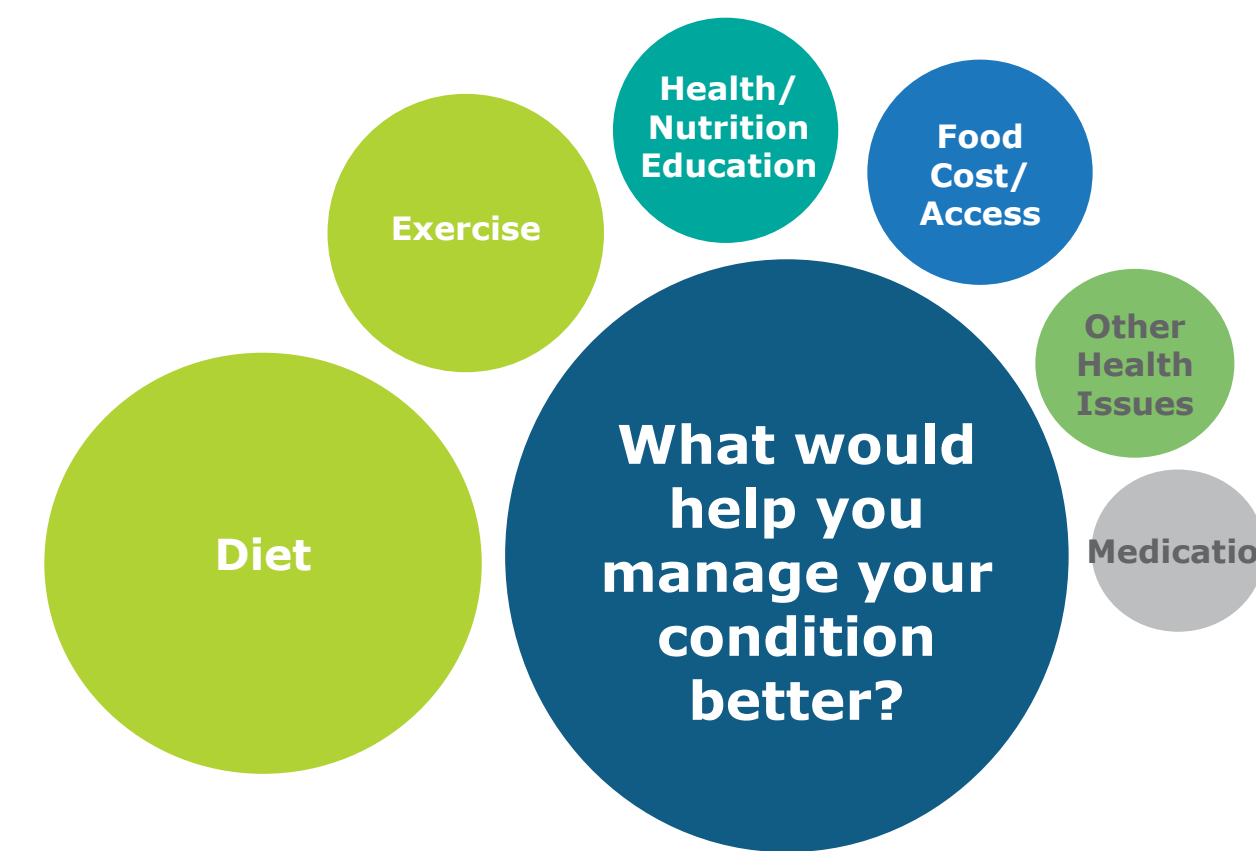 Health/
Nutrition
Education
Food
Cost/
Access
Exercise
Other
Health
Issues
What would
help you
manage your
condition
better?
Diet
Medicatio